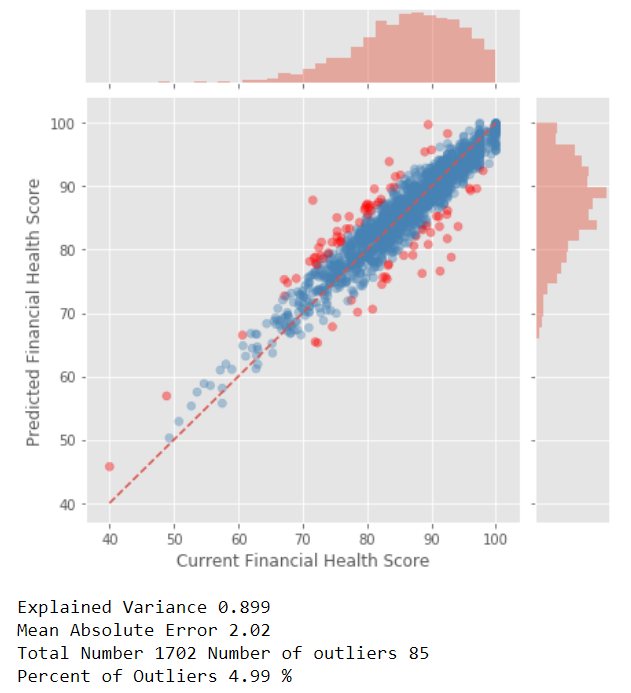 100
90
80
70
60
50
40
Predicted Financial Health Score
40 50 60 70 80 90 100
Current Financial Health Score
Explained Variance 0.899
Mean Absolute Error 2.02
Total Number 1702 Number of outliers 85
Percent of Outliers 4.99 %